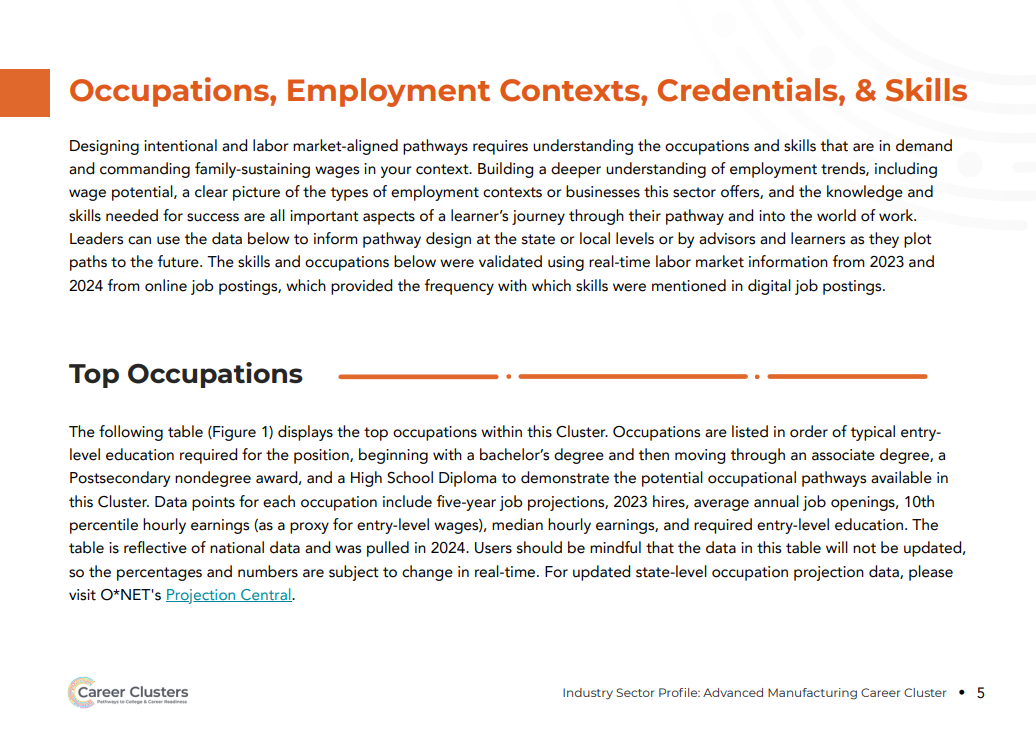 Occupations, Employment Contexts, Credentials, & Skills
Designing intentional and labor market-aligned pathways requires understanding the occupations and skills that are in demand
and commanding family-sustaining wages in your context. Building a deeper understanding of employment trends, including
wage potential, a clear picture of the types of employment contexts or businesses this sector offers, and the knowledge and
skills needed for success are all important aspects of a learner’s journey through their pathway and into the world of work.
Leaders can use the data below to inform pathway design at the state or local levels or by advisors and learners as they plot
paths to the future. The skills and occupations below were validated using real-time labor market information from 2023 and
2024 from online job postings, which provided the frequency with which skills were mentioned in digital job postings.
Top Occupations
The following table (Figure 1) displays the top occupations within this Cluster. Occupations are listed in order of typical entry-
level education required for the position, beginning with a bachelor’s degree and then moving through an associate degree, a
Postsecondary nondegree award, and a High School Diploma to demonstrate the potential occupational pathways available in
this Cluster. Data points for each occupation include five-year job projections, 2023 hires, average annual job openings, 10th
percentile hourly earnings (as a proxy for entry-level wages), median hourly earnings, and required entry-level education. The
table is reflective of national data and was pulled in 2024. Users should be mindful that the data in this table will not be updated,
so the percentages and numbers are subject to change in real-time. For updated state-level occupation projection data, please
visit O*NET's Projection Central.
Career Clusters
Pathways to College & Career Readiness
Industry Sector Profile: Advanced Manufacturing Career Cluster • 5